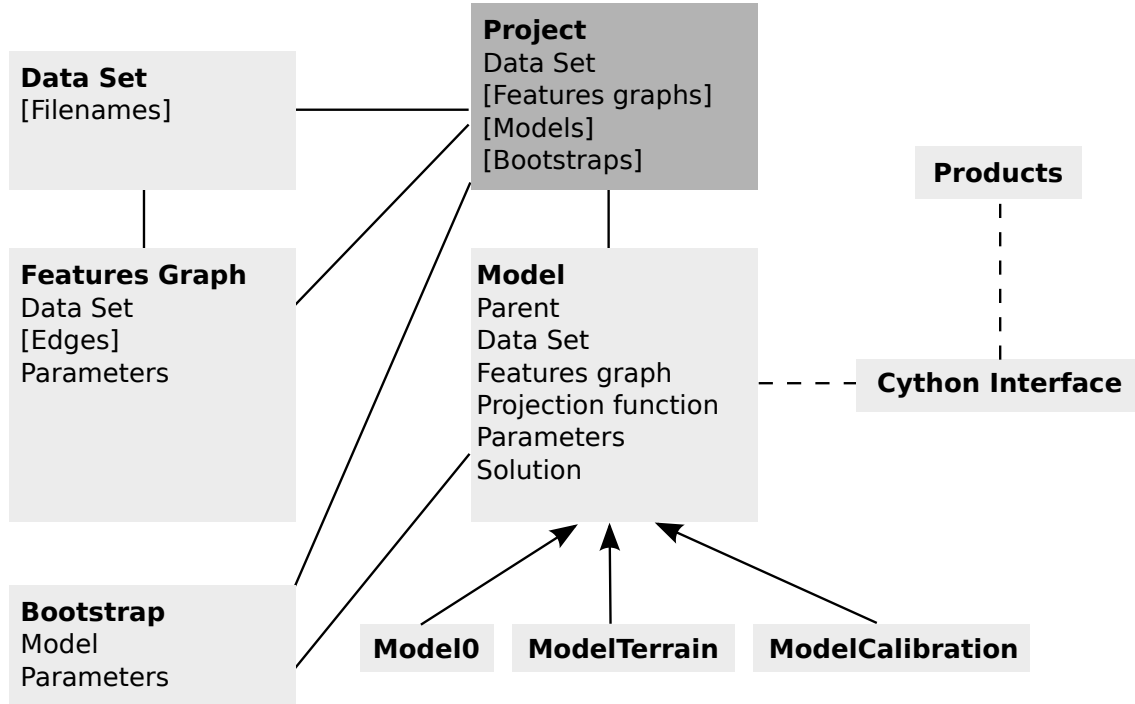 Project
Data Set
[Features graphs]
[Models]
[Bootstraps]
Data Set
[Filenames]
Products
Features Graph
Data Set
[Edges]
Parameters
Model
Parent
Data Set
Features graph
Projection function
Parameters
Solution
Cython Interface
Bootstrap
Model
Parameters
Model0
ModelTerrain
ModelCalibration